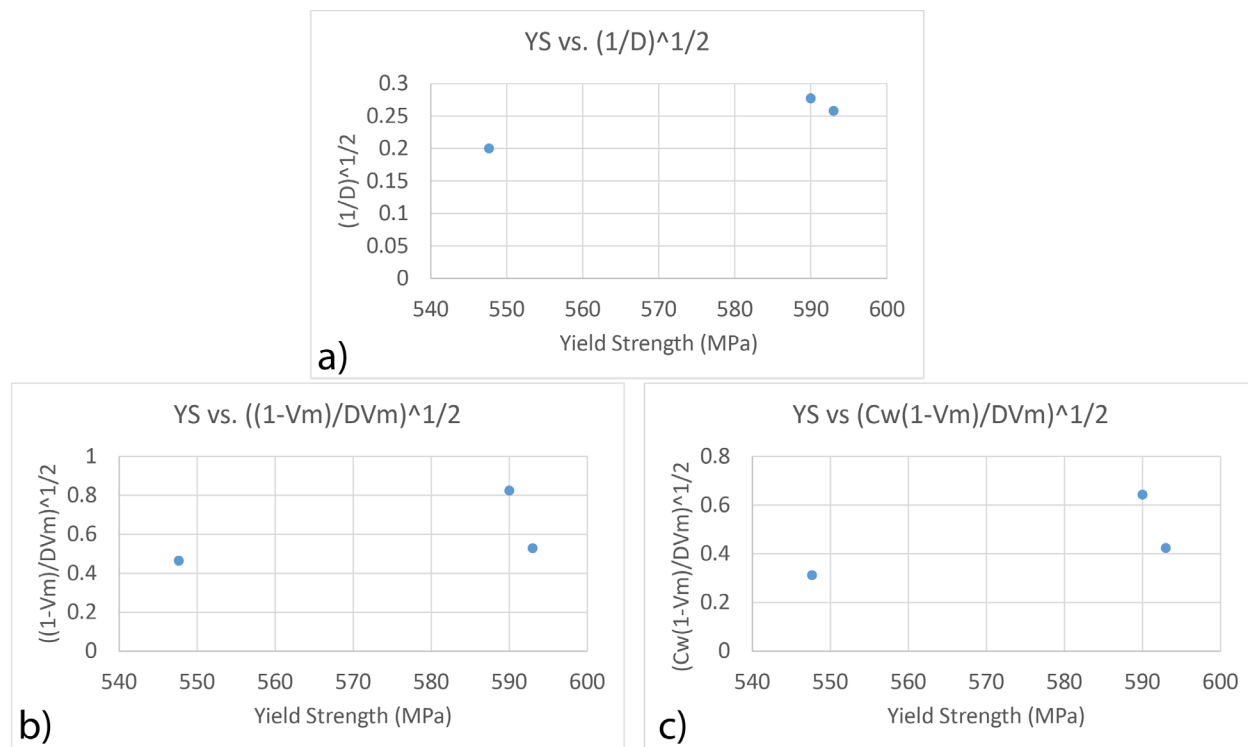 YS vs. (1/D)^1/2
(1/D)^1/2
0.3
0.25
0.2
0.15
0.1
0.05
0
540 550 560 570 580 590 600
Yield Strength (MPa)
a)
YS vs. ((1-Vm)/DVm)^1/2
((1-Vm)/DVm)^1/2
1
0.8
0.6
0.4
0.2
0
540 550 560 570 580 590 600
Yield Strength (MPa)
b)
YS vs (Cw(1-Vm)/DVm)^1/2
(Cw(1-Vm)/DVm)^1/2
0.8
0.6
0.4
0.2
0
540 550 560 570 580 590 600
Yield Strength (MPa)
c)